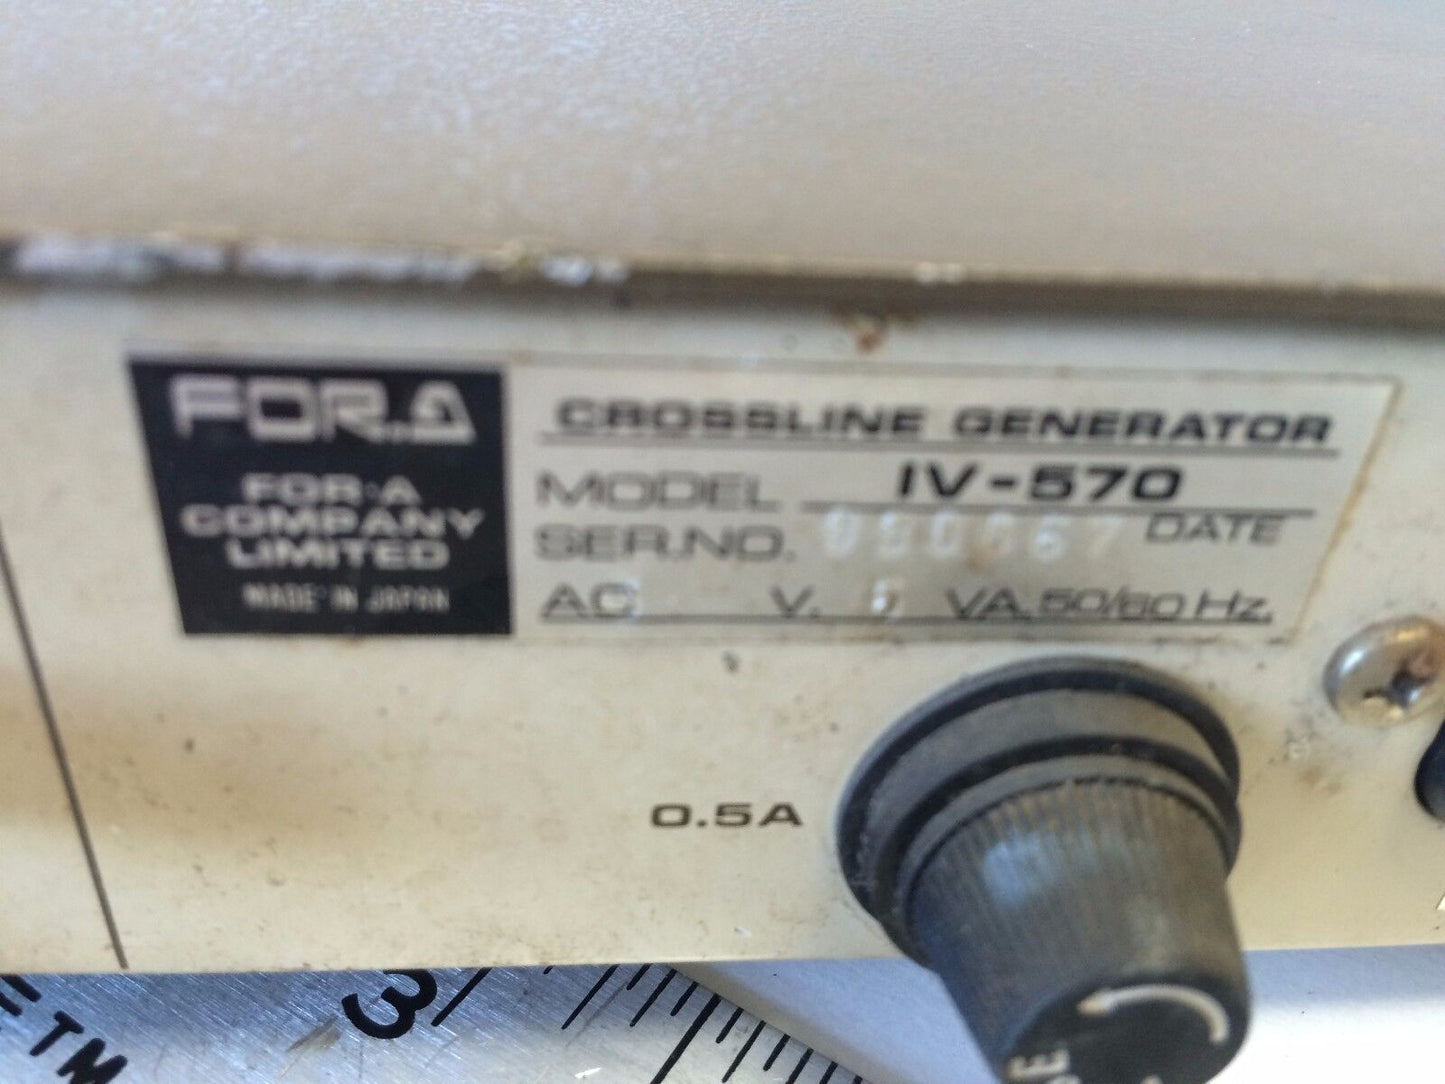 FOR.A
FOR·A
COMPANY
LIMITED
MADE IN JAPAN
CROSSLINE GENERATOR
MODEL IV-570
SER.NO. DATE
AC V. VA. 50/60 Hz.
0.5A
3
TM